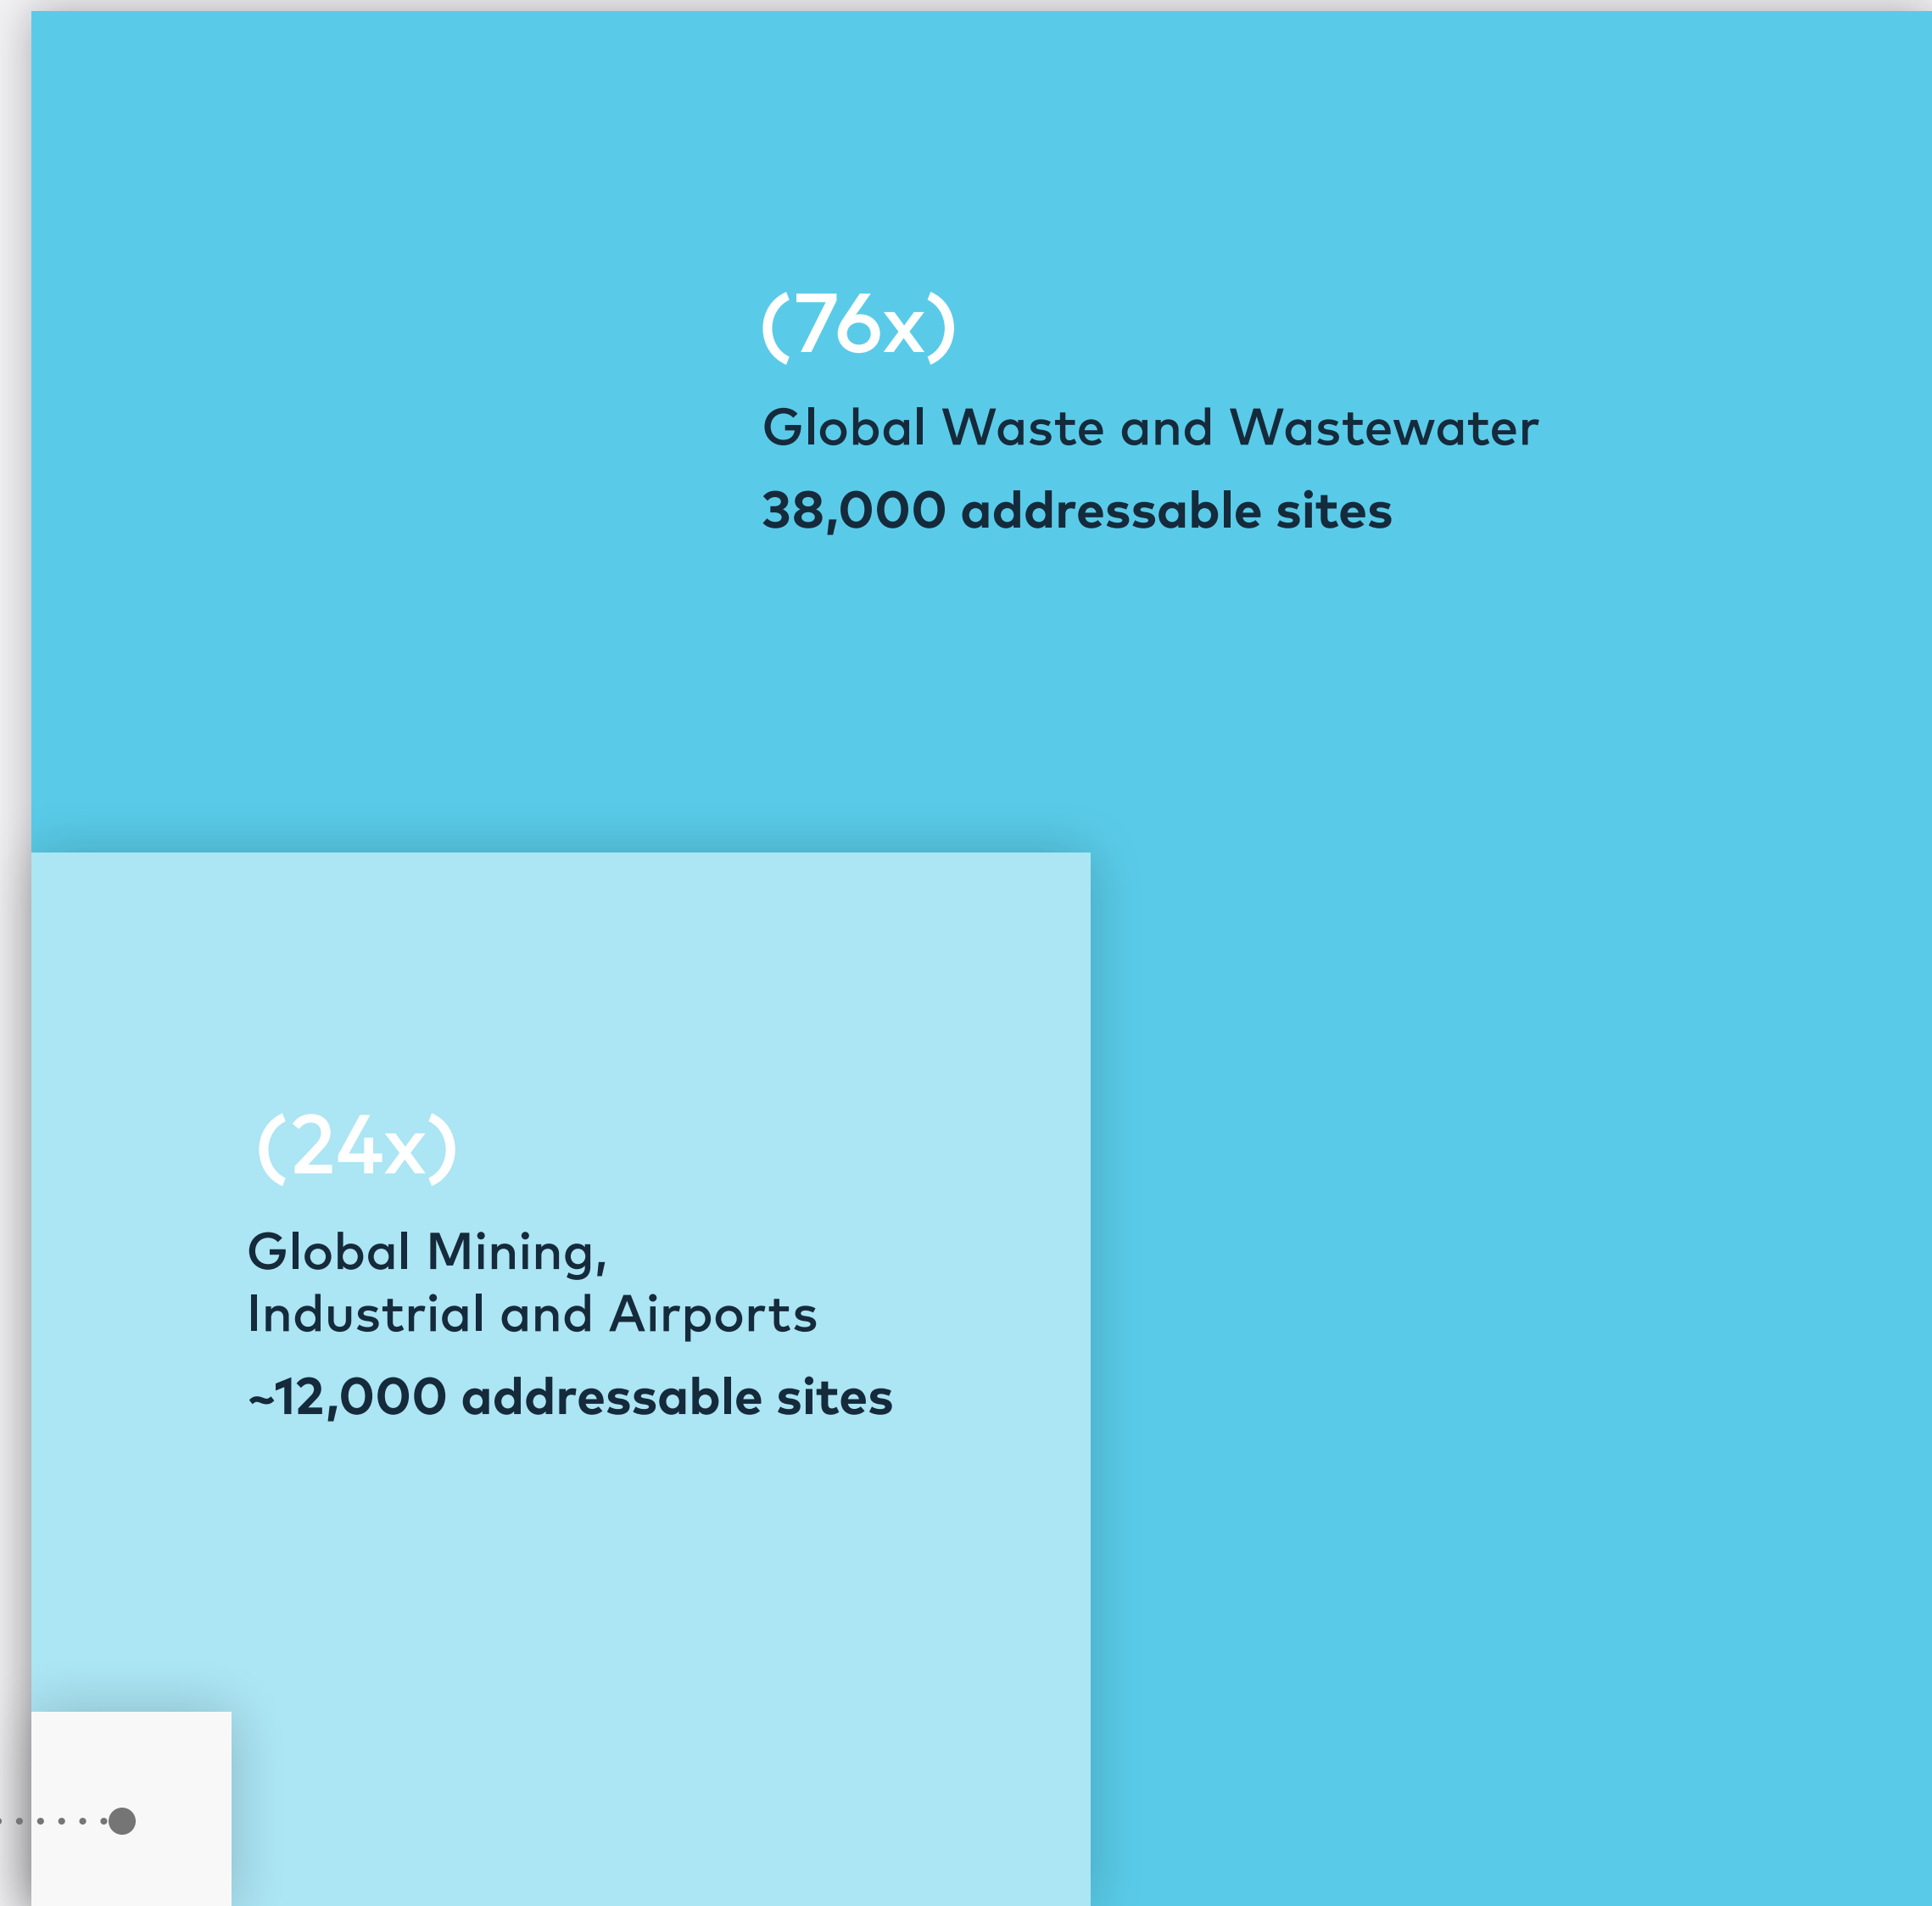 (76x)
Global Waste and Wastewater
38,000 addressable sites
(24x)
Global Mining,
Industrial and Airports
~12,000 addressable sites